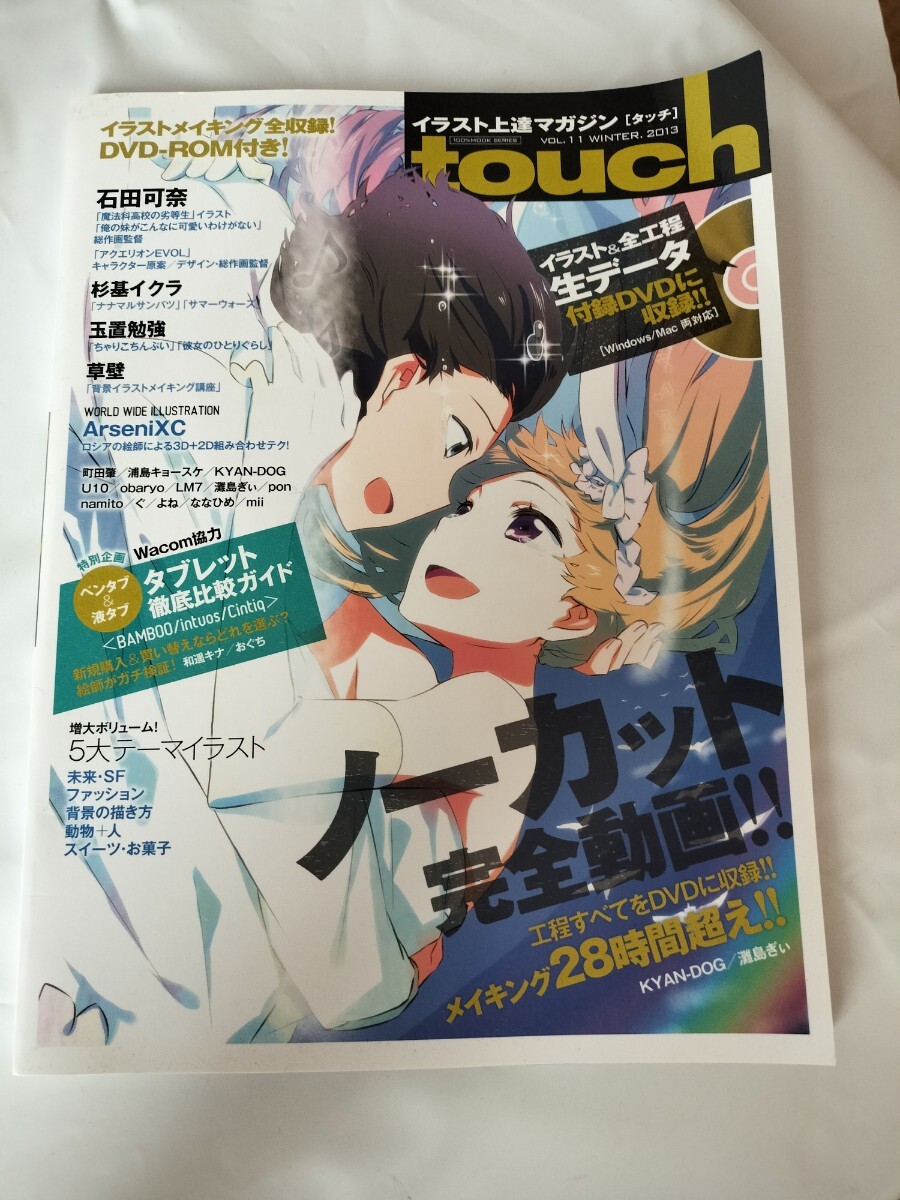 イラストメイキング全収録!
DVD-ROM付き!
イラスト上達マガジン[タッチ]
100%MOOK SERIES
VOL.11 WINTER. 2013
touch
石田可奈
「魔法科高校の劣等生」イラスト
「俺の妹がこんなに可愛いわけがない」
総作画監督
「アクエリオンEVOL」
キャラクター原案/デザイン・総作画監督
杉基イクラ
「ナナマルサンバツ」「サマーウォーズ」
玉置勉強
「ちゃりこちんぷい」「彼女のひとりぐらし」
草壁
「背景イラストメイキング講座」
WORLD WIDE ILLUSTRATION
ArseniXC
ロシアの絵師による3D+2D組み合わせテク!
町田肇/浦島キョースケ/KYAN-DOG
U10/obaryo/LM7/灘島ぎぃ/pon
namito/ぐ/よね/ななひめ/mii
イラスト&全工程
生データ
付録DVDに
収録!!
[Windows/Mac 両対応]
特別企画
Wacom協力
ペンタブ
&
液タブ
タブレット
徹底比較ガイド
<BAMBOO/intuos/Cintiq>
新規購入&買い替えならどれを選ぶ?
絵師がガチ検証! 和遥キナ/おぐち
増大ボリューム!
5大テーマイラスト
未来・SF
ファッション
背景の描き方
動物+人
スイーツ・お菓子
ノーカット
完全動画!!
工程すべてをDVDに収録!!
メイキング28時間超え!!
KYAN-DOG/灘島ぎぃ